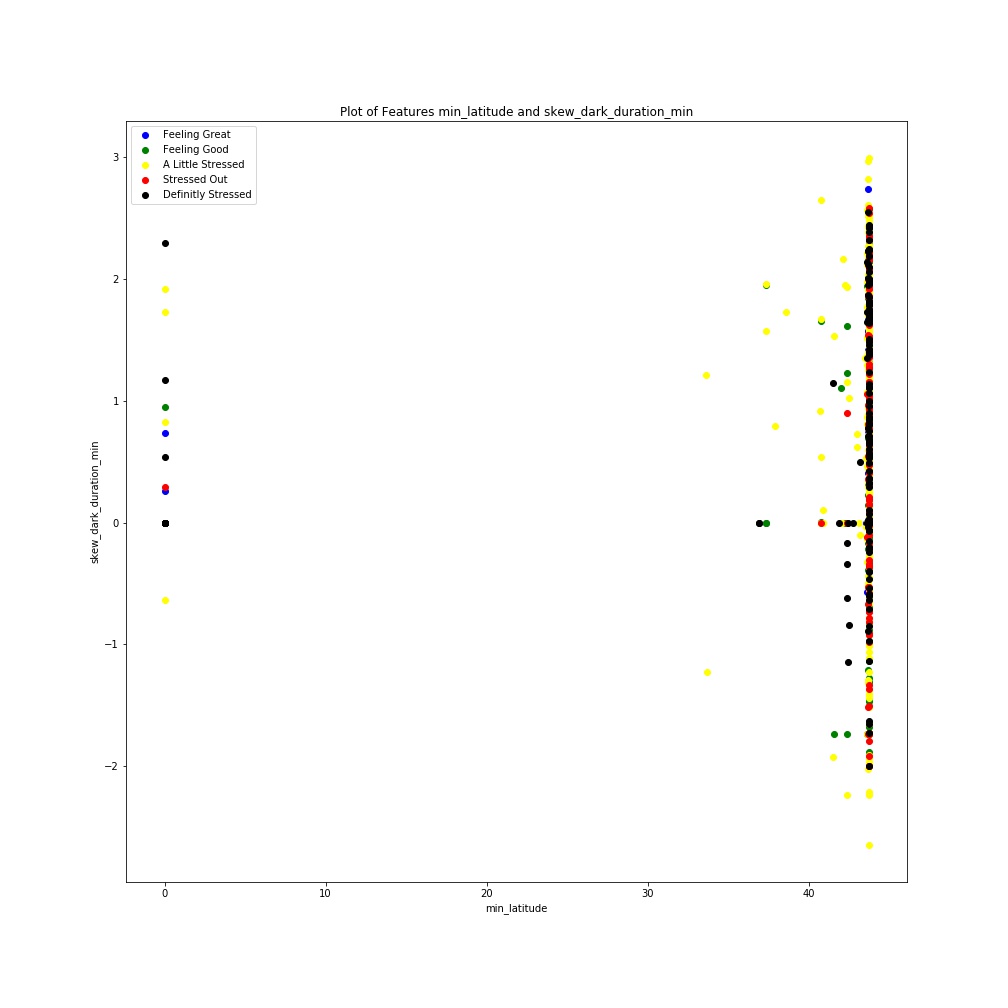 Plot of Features min_latitude and skew_dark_duration_min
Feeling Great
Feeling Good
A Little Stressed
Stressed Out
Definitly Stressed
3
2
1
0
−1
−2
skew_dark_duration_min
0
10
20
30
40
min_latitude